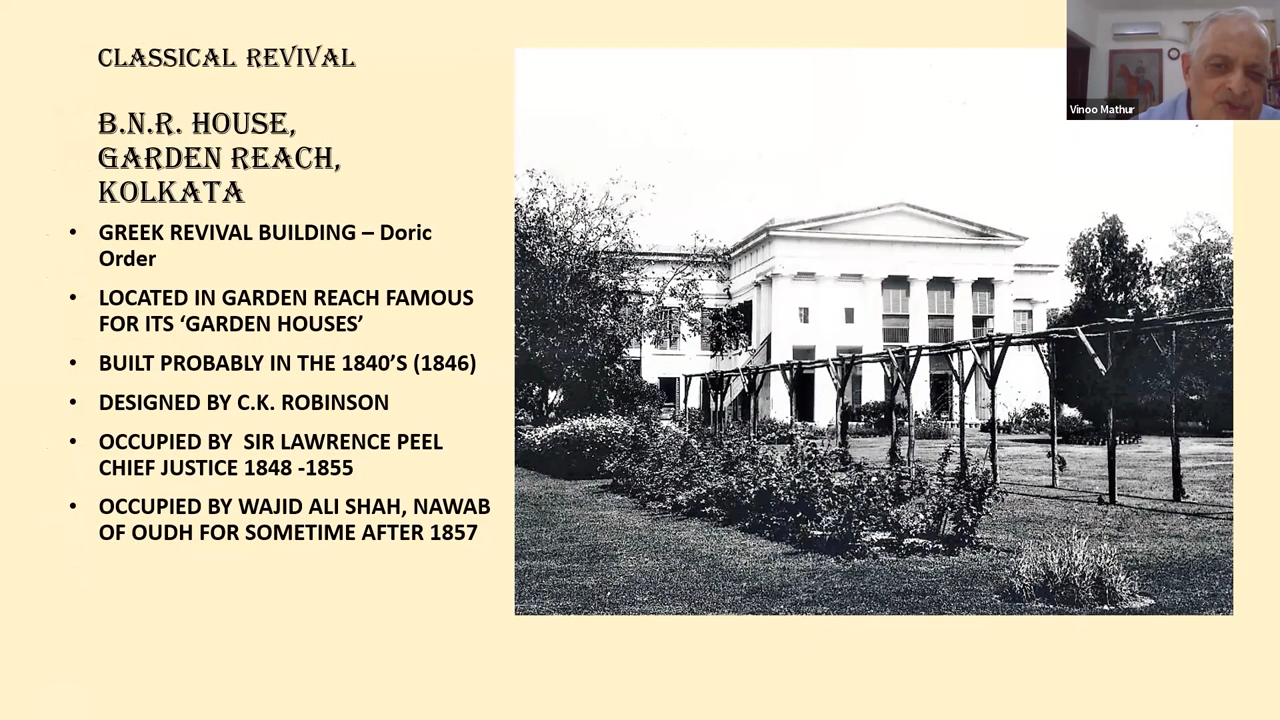 CLASSICAL REVIVAL
B.N.R. HOUSE,
GARDEN REACH,
KOLKATA
• GREEK REVIVAL BUILDING – Doric
Order
• LOCATED IN GARDEN REACH FAMOUS
FOR ITS ‘GARDEN HOUSES’
• BUILT PROBABLY IN THE 1840’S (1846)
• DESIGNED BY C.K. ROBINSON
• OCCUPIED BY  SIR LAWRENCE PEEL
CHIEF JUSTICE 1848 -1855
• OCCUPIED BY WAJID ALI SHAH, NAWAB
OF OUDH FOR SOMETIME AFTER 1857
Vinoo Mathur